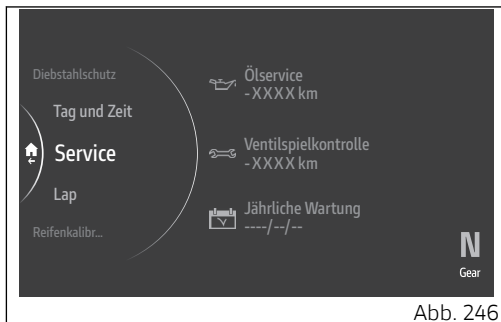 Diebstahlschutz
Tag und Zeit
Service
Lap
Reifenkalibr...
Ölservice
-XXXX km
Ventilspielkontrolle
-XXXX km
Jährliche Wartung
----/--/--
N
Gear
Abb. 246